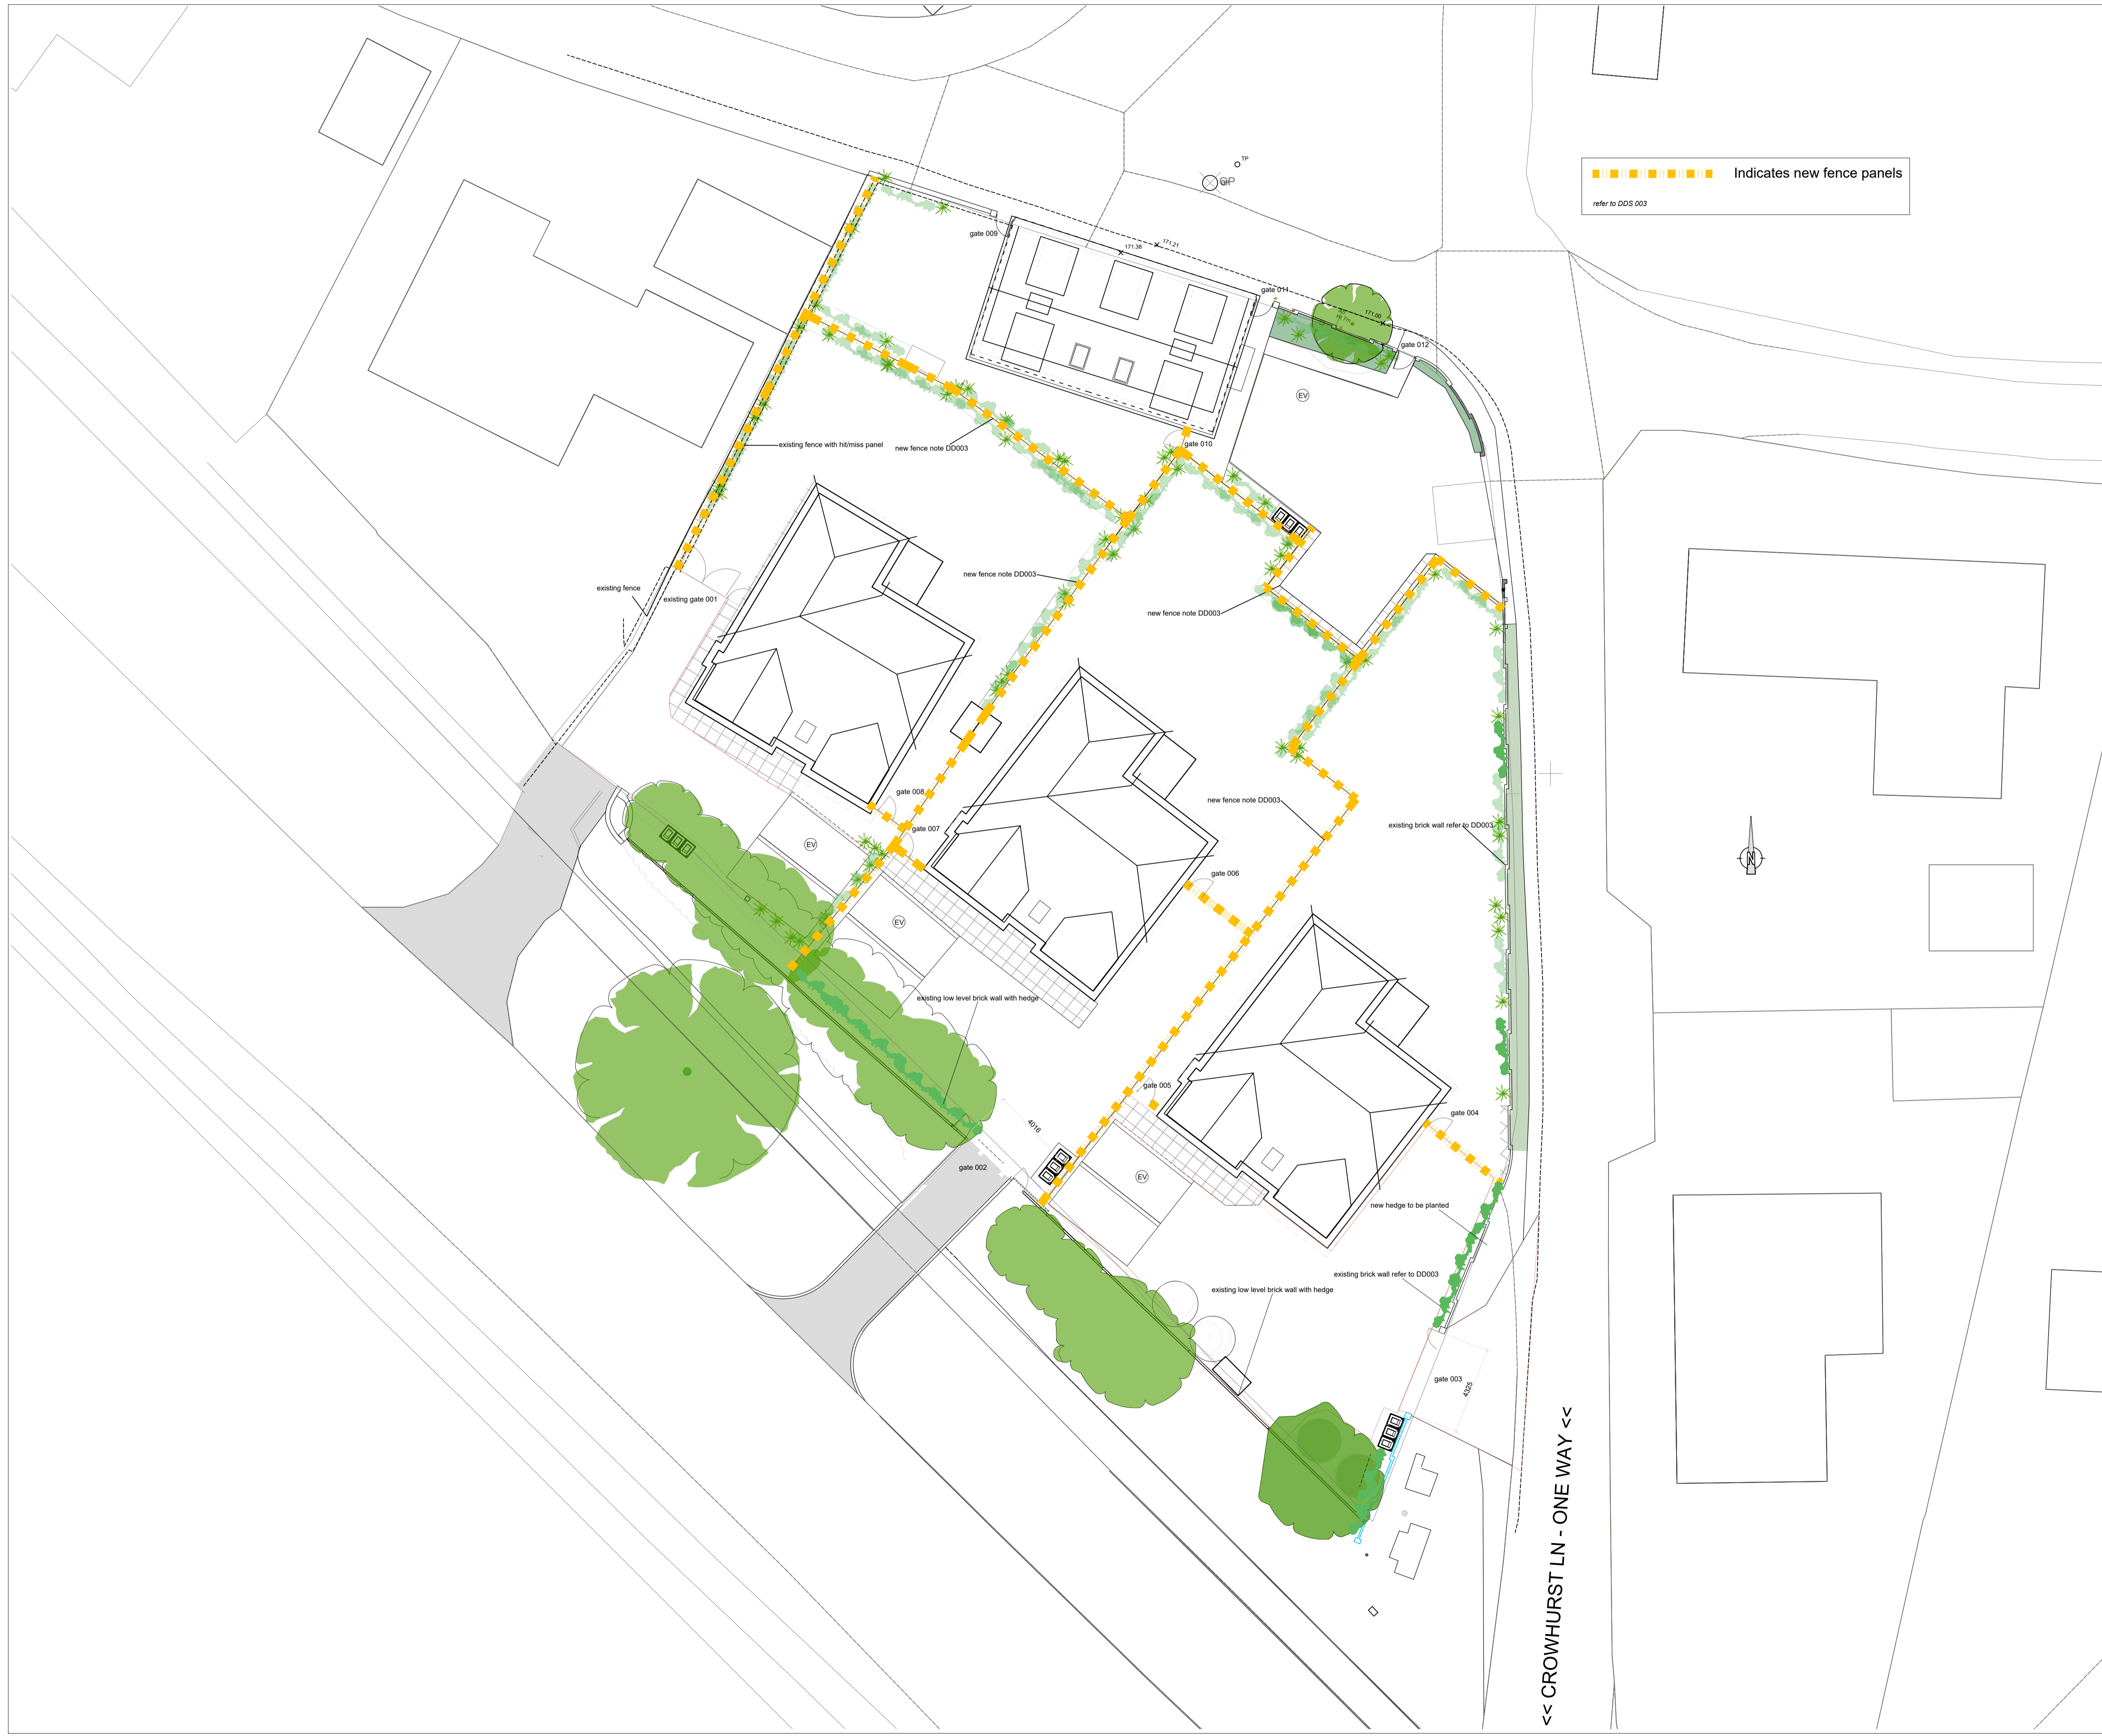 TP
GP
Indicates new fence panels
refer to DDS 003
gate 009
171.38
171.21
gate 011
171.00
gate 012
EV
existing fence with hit/miss panel
new fence note DD003
gate 010
new fence note DD003
existing fence
existing gate 001
new fence note DD003
gate 008
new fence note DD003
gate 007
existing brick wall refer to DD003
EV
N
gate 006
EV
existing low level brick wall with hedge
gate 005
gate 004
4016
gate 002
EV
new hedge to be planted
existing brick wall refer to DD003
existing low level brick wall with hedge
gate 003
4325
<< CROWHURST LN - ONE WAY <<